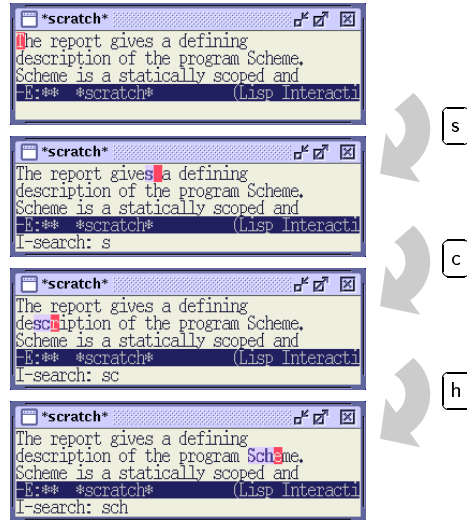 *scratch*
The report gives a defining
description of the program Scheme.
Scheme is a statically scoped and
-E:** *scratch* (Lisp Interacti
s
*scratch*
The report gives a defining
description of the program Scheme.
Scheme is a statically scoped and
-E:** *scratch* (Lisp Interacti
I-search: s
c
*scratch*
The report gives a defining
description of the program Scheme.
Scheme is a statically scoped and
-E:** *scratch* (Lisp Interacti
I-search: sc
h
*scratch*
The report gives a defining
description of the program Scheme.
Scheme is a statically scoped and
-E:** *scratch* (Lisp Interacti
I-search: sch